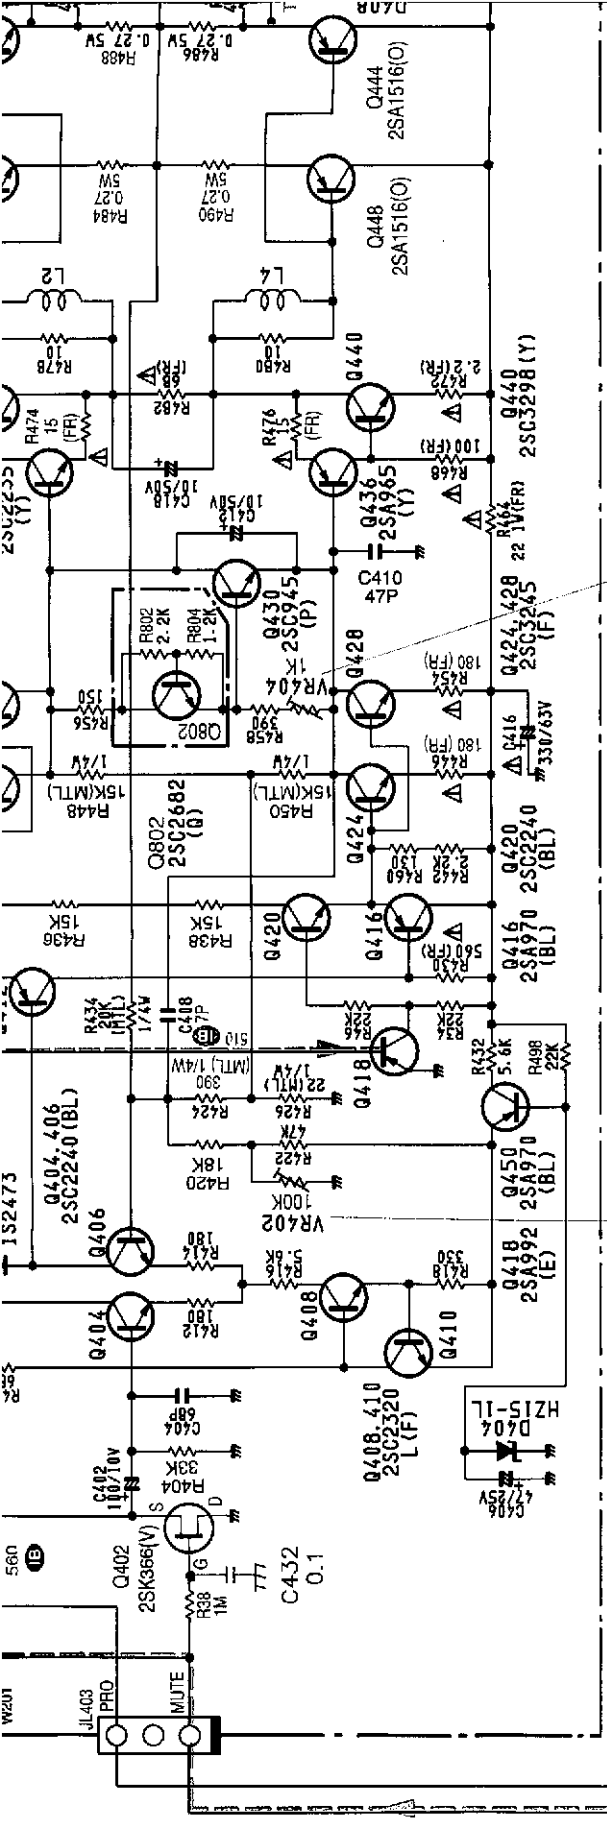 D408
0.27 5W
R488
0.27 5W
R486
Q444
2SA1516(O)
5W
0.27
R484
5W
0.27
R490
Q448
2SA1516(O)
L2
L4
10
R478
10
R480
R474
15
(FR)
68
(FR)
R482
R476
15
(FR)
Q440
2.2(FR)
R472
Q440
2SC3298(Y)
100(FR)
R468
2SC2235
(Y)
10/50V
C418
10/50V
C412
Q436
2SA965
(Y)
R464
22 1W(FR)
C410
47P
R802
2.2K
R804
1.2K
Q430
2SC945
(P)
Q424,428
2SC3245
(F)
150
R456
Q802
390
R458
1K
VR404
Q428
180 (FR)
R454
C416
330/63V
1/4W
15K(MTL)
R448
1/4W
15K(MTL)
R450
Q424
180 (FR)
R446
Q802
2SC2682
(Q)
130
R460
2.2K
R442
Q420
2SC2240
(BL)
15K
R436
15K
R438
Q420
Q416
560(FR)
R430
Q416
2SA970
(BL)
R434
20K
(MTL)
1/4W
C408
7P
510
22K
R446
22K
R34
Q418
R432
5.6K
R498
22K
(MTL) 1/4W
390
R424
1/4W
22(MTL)
R426
Q404,406
2SC2240(BL)
18K
R420
47K
R422
Q450
2SA970
(BL)
1S2473
100K
VR402
Q406
180
R414
5.6K
R416
330
R418
Q418
2SA992
(E)
Q404
180
R412
Q408
Q410
68P
C404
Q408,410
2SC2320
L(F)
HZ15-1L
D404
C402
100/10V
33K
R404
47/25V
C406
S
D
G
Q402
2SK366(V)
560
C432
0.1
R38
1M
W201
JL403
PRO
MUTE